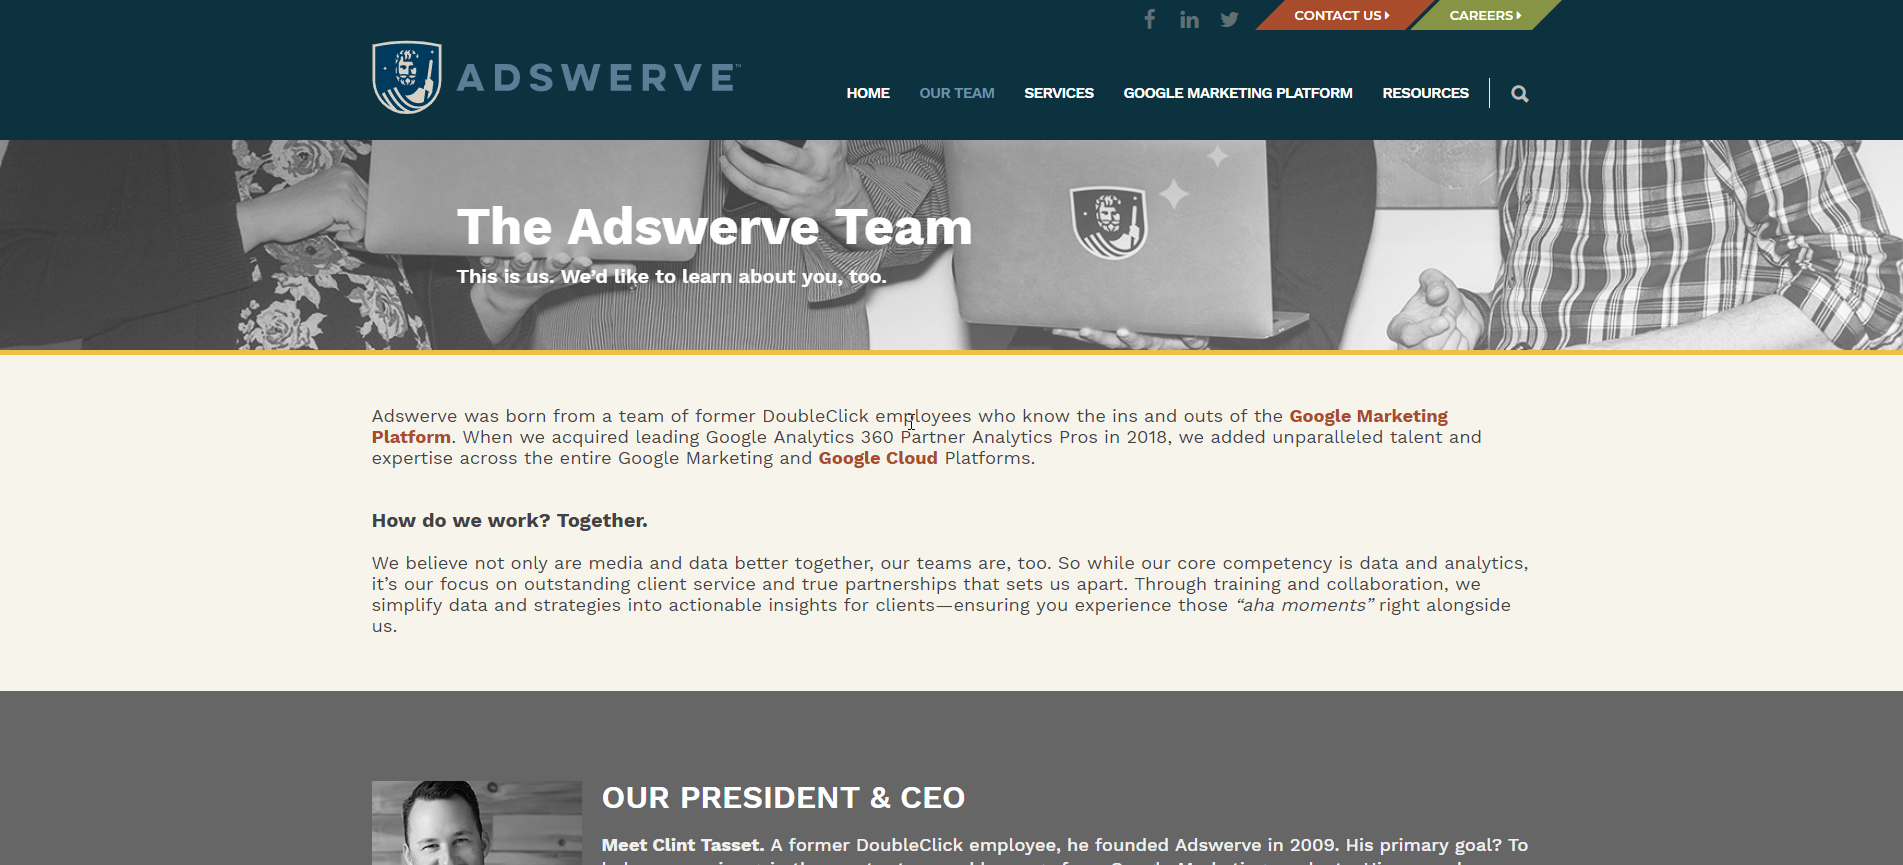 CONTACT US
CAREERS
ADSWERVE™
HOME
OUR TEAM
SERVICES
GOOGLE MARKETING PLATFORM
RESOURCES
The Adswerve Team
This is us. We’d like to learn about you, too.
Adswerve was born from a team of former DoubleClick employees who know the ins and outs of the Google Marketing
Platform. When we acquired leading Google Analytics 360 Partner Analytics Pros in 2018, we added unparalleled talent and
expertise across the entire Google Marketing and Google Cloud Platforms.
How do we work? Together.
We believe not only are media and data better together, our teams are, too. So while our core competency is data and analytics,
it’s our focus on outstanding client service and true partnerships that sets us apart. Through training and collaboration, we
simplify data and strategies into actionable insights for clients—ensuring you experience those “aha moments” right alongside
us.
OUR PRESIDENT & CEO
Meet Clint Tasset. A former DoubleClick employee, he founded Adswerve in 2009. His primary goal? To